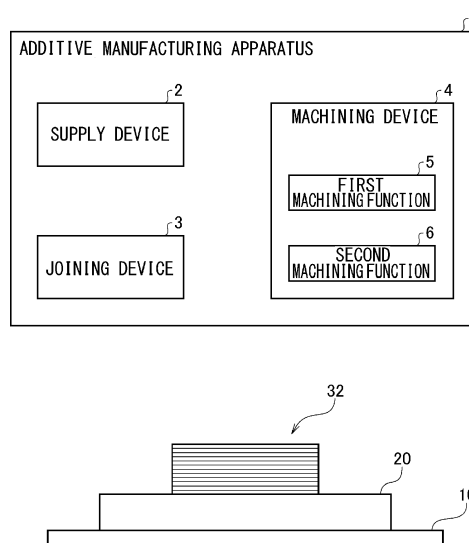 ADDITIVE MANUFACTURING APPARATUS
2
SUPPLY DEVICE
4
MACHINING DEVICE
5
FIRST
MACHINING FUNCTION
3
JOINING DEVICE
6
SECOND
MACHINING FUNCTION
32
20